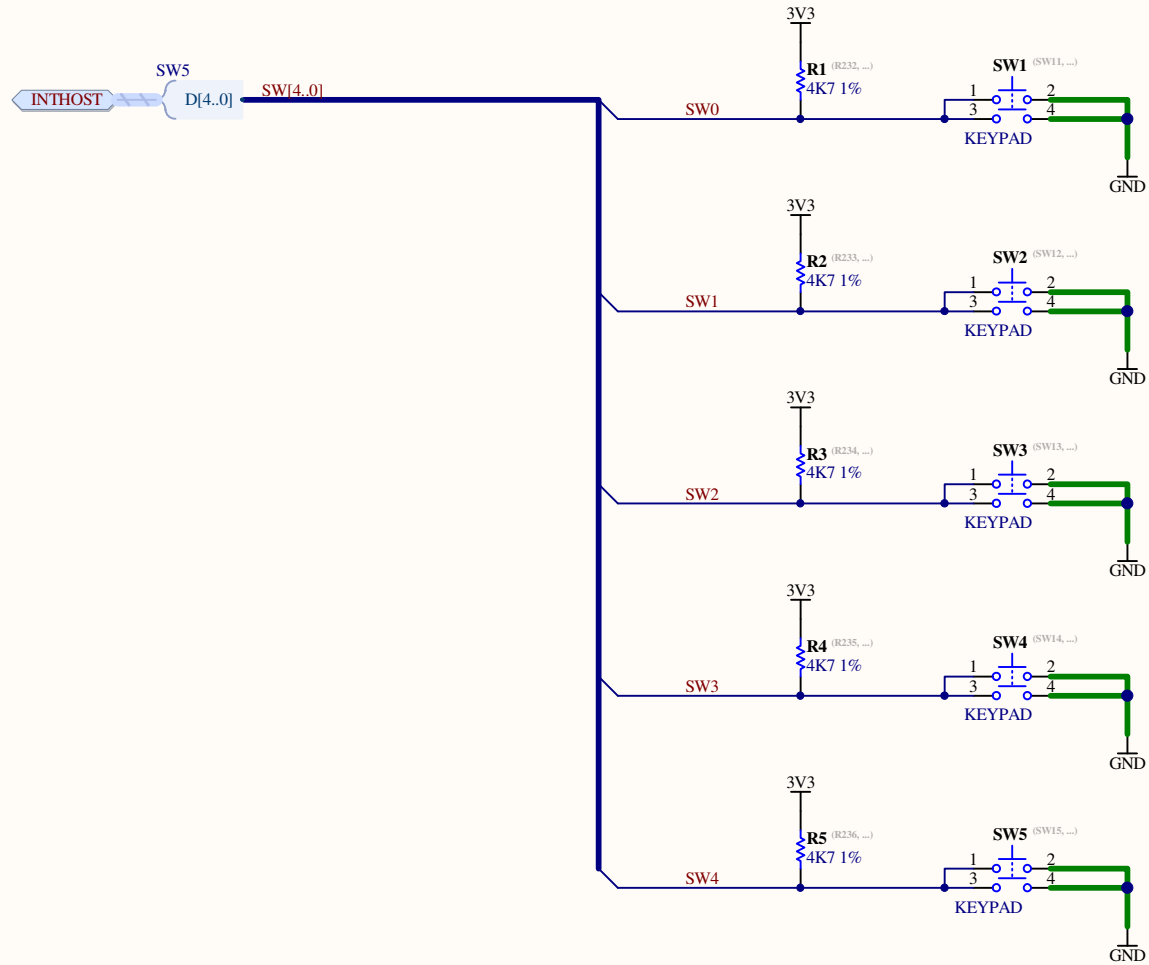 SW5
INTHOST
D[4..0]
SW[4..0]
3V3
R1 (R232, ...)
4K7 1%
SW0
SW1 (SW11, ...)
1 2
3 4
KEYPAD
GND
3V3
R2 (R233, ...)
4K7 1%
SW1
SW2 (SW12, ...)
1 2
3 4
KEYPAD
GND
3V3
R3 (R234, ...)
4K7 1%
SW2
SW3 (SW13, ...)
1 2
3 4
KEYPAD
GND
3V3
R4 (R235, ...)
4K7 1%
SW3
SW4 (SW14, ...)
1 2
3 4
KEYPAD
GND
3V3
R5 (R236, ...)
4K7 1%
SW4
SW5 (SW15, ...)
1 2
3 4
KEYPAD
GND